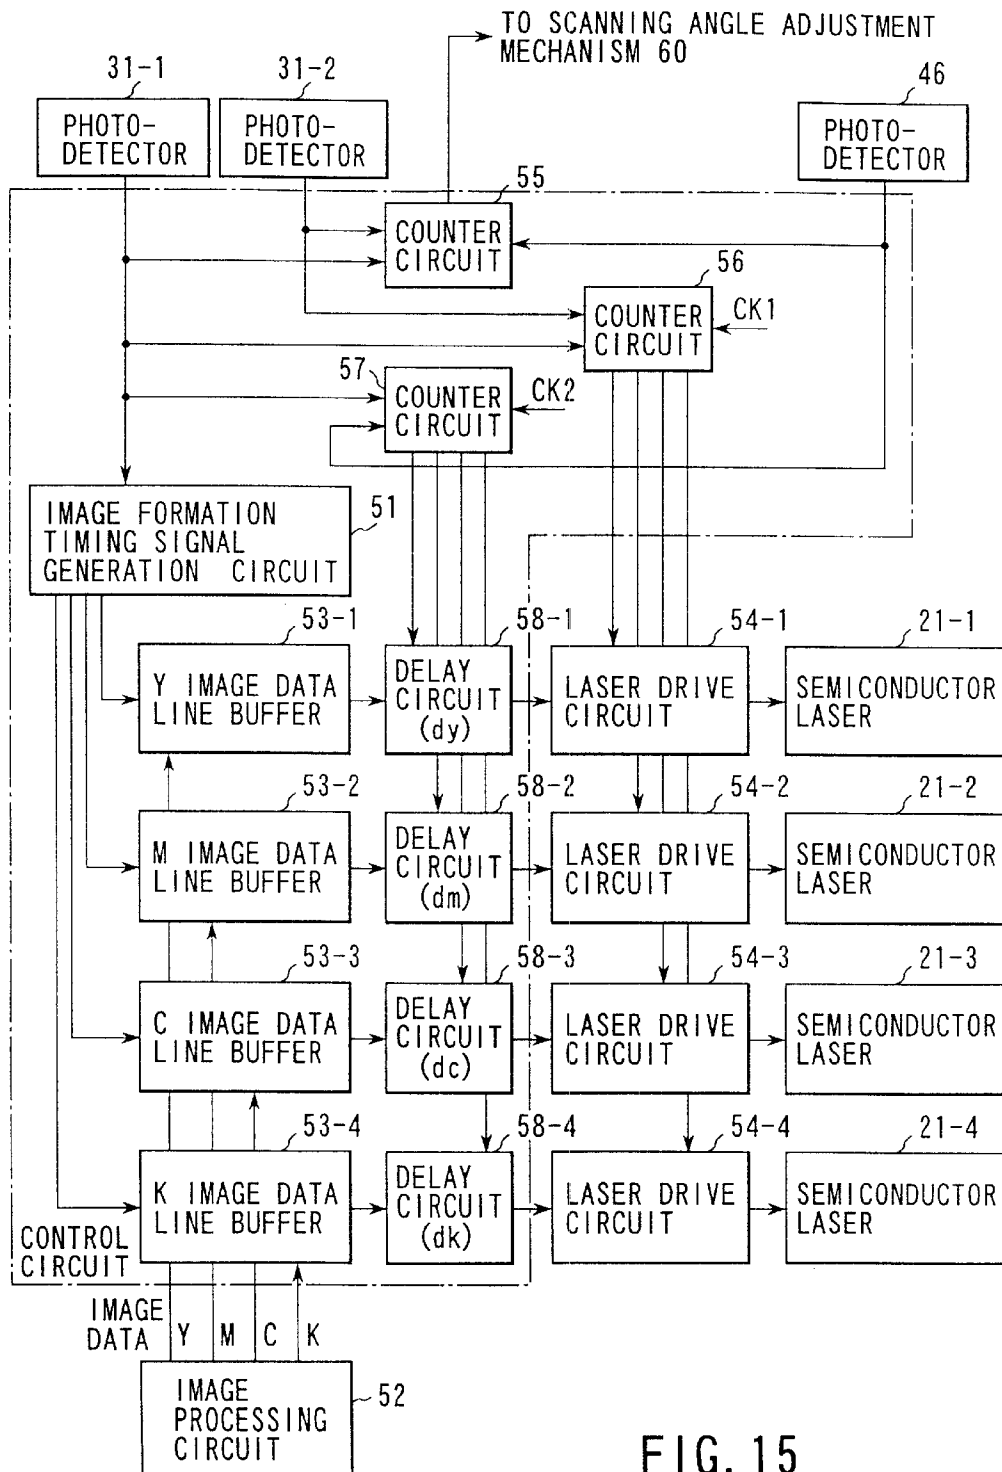 TO SCANNING ANGLE ADJUSTMENT
MECHANISM 60
31-1
31-2
46
PHOTO-
DETECTOR
PHOTO-
DETECTOR
PHOTO-
DETECTOR
55
COUNTER
CIRCUIT
56
COUNTER
CIRCUIT
CK1
57
COUNTER
CIRCUIT
CK2
IMAGE FORMATION
TIMING SIGNAL
GENERATION CIRCUIT
51
53-1
58-1
54-1
21-1
Y IMAGE DATA
LINE BUFFER
DELAY
CIRCUIT
(dy)
LASER DRIVE
CIRCUIT
SEMICONDUCTOR
LASER
53-2
58-2
54-2
21-2
M IMAGE DATA
LINE BUFFER
DELAY
CIRCUIT
(dm)
LASER DRIVE
CIRCUIT
SEMICONDUCTOR
LASER
53-3
58-3
54-3
21-3
C IMAGE DATA
LINE BUFFER
DELAY
CIRCUIT
(dc)
LASER DRIVE
CIRCUIT
SEMICONDUCTOR
LASER
53-4
58-4
54-4
21-4
K IMAGE DATA
LINE BUFFER
DELAY
CIRCUIT
(dk)
LASER DRIVE
CIRCUIT
SEMICONDUCTOR
LASER
CONTROL
CIRCUIT
IMAGE
DATA
Y M C K
IMAGE
PROCESSING
CIRCUIT
52
FIG. 15